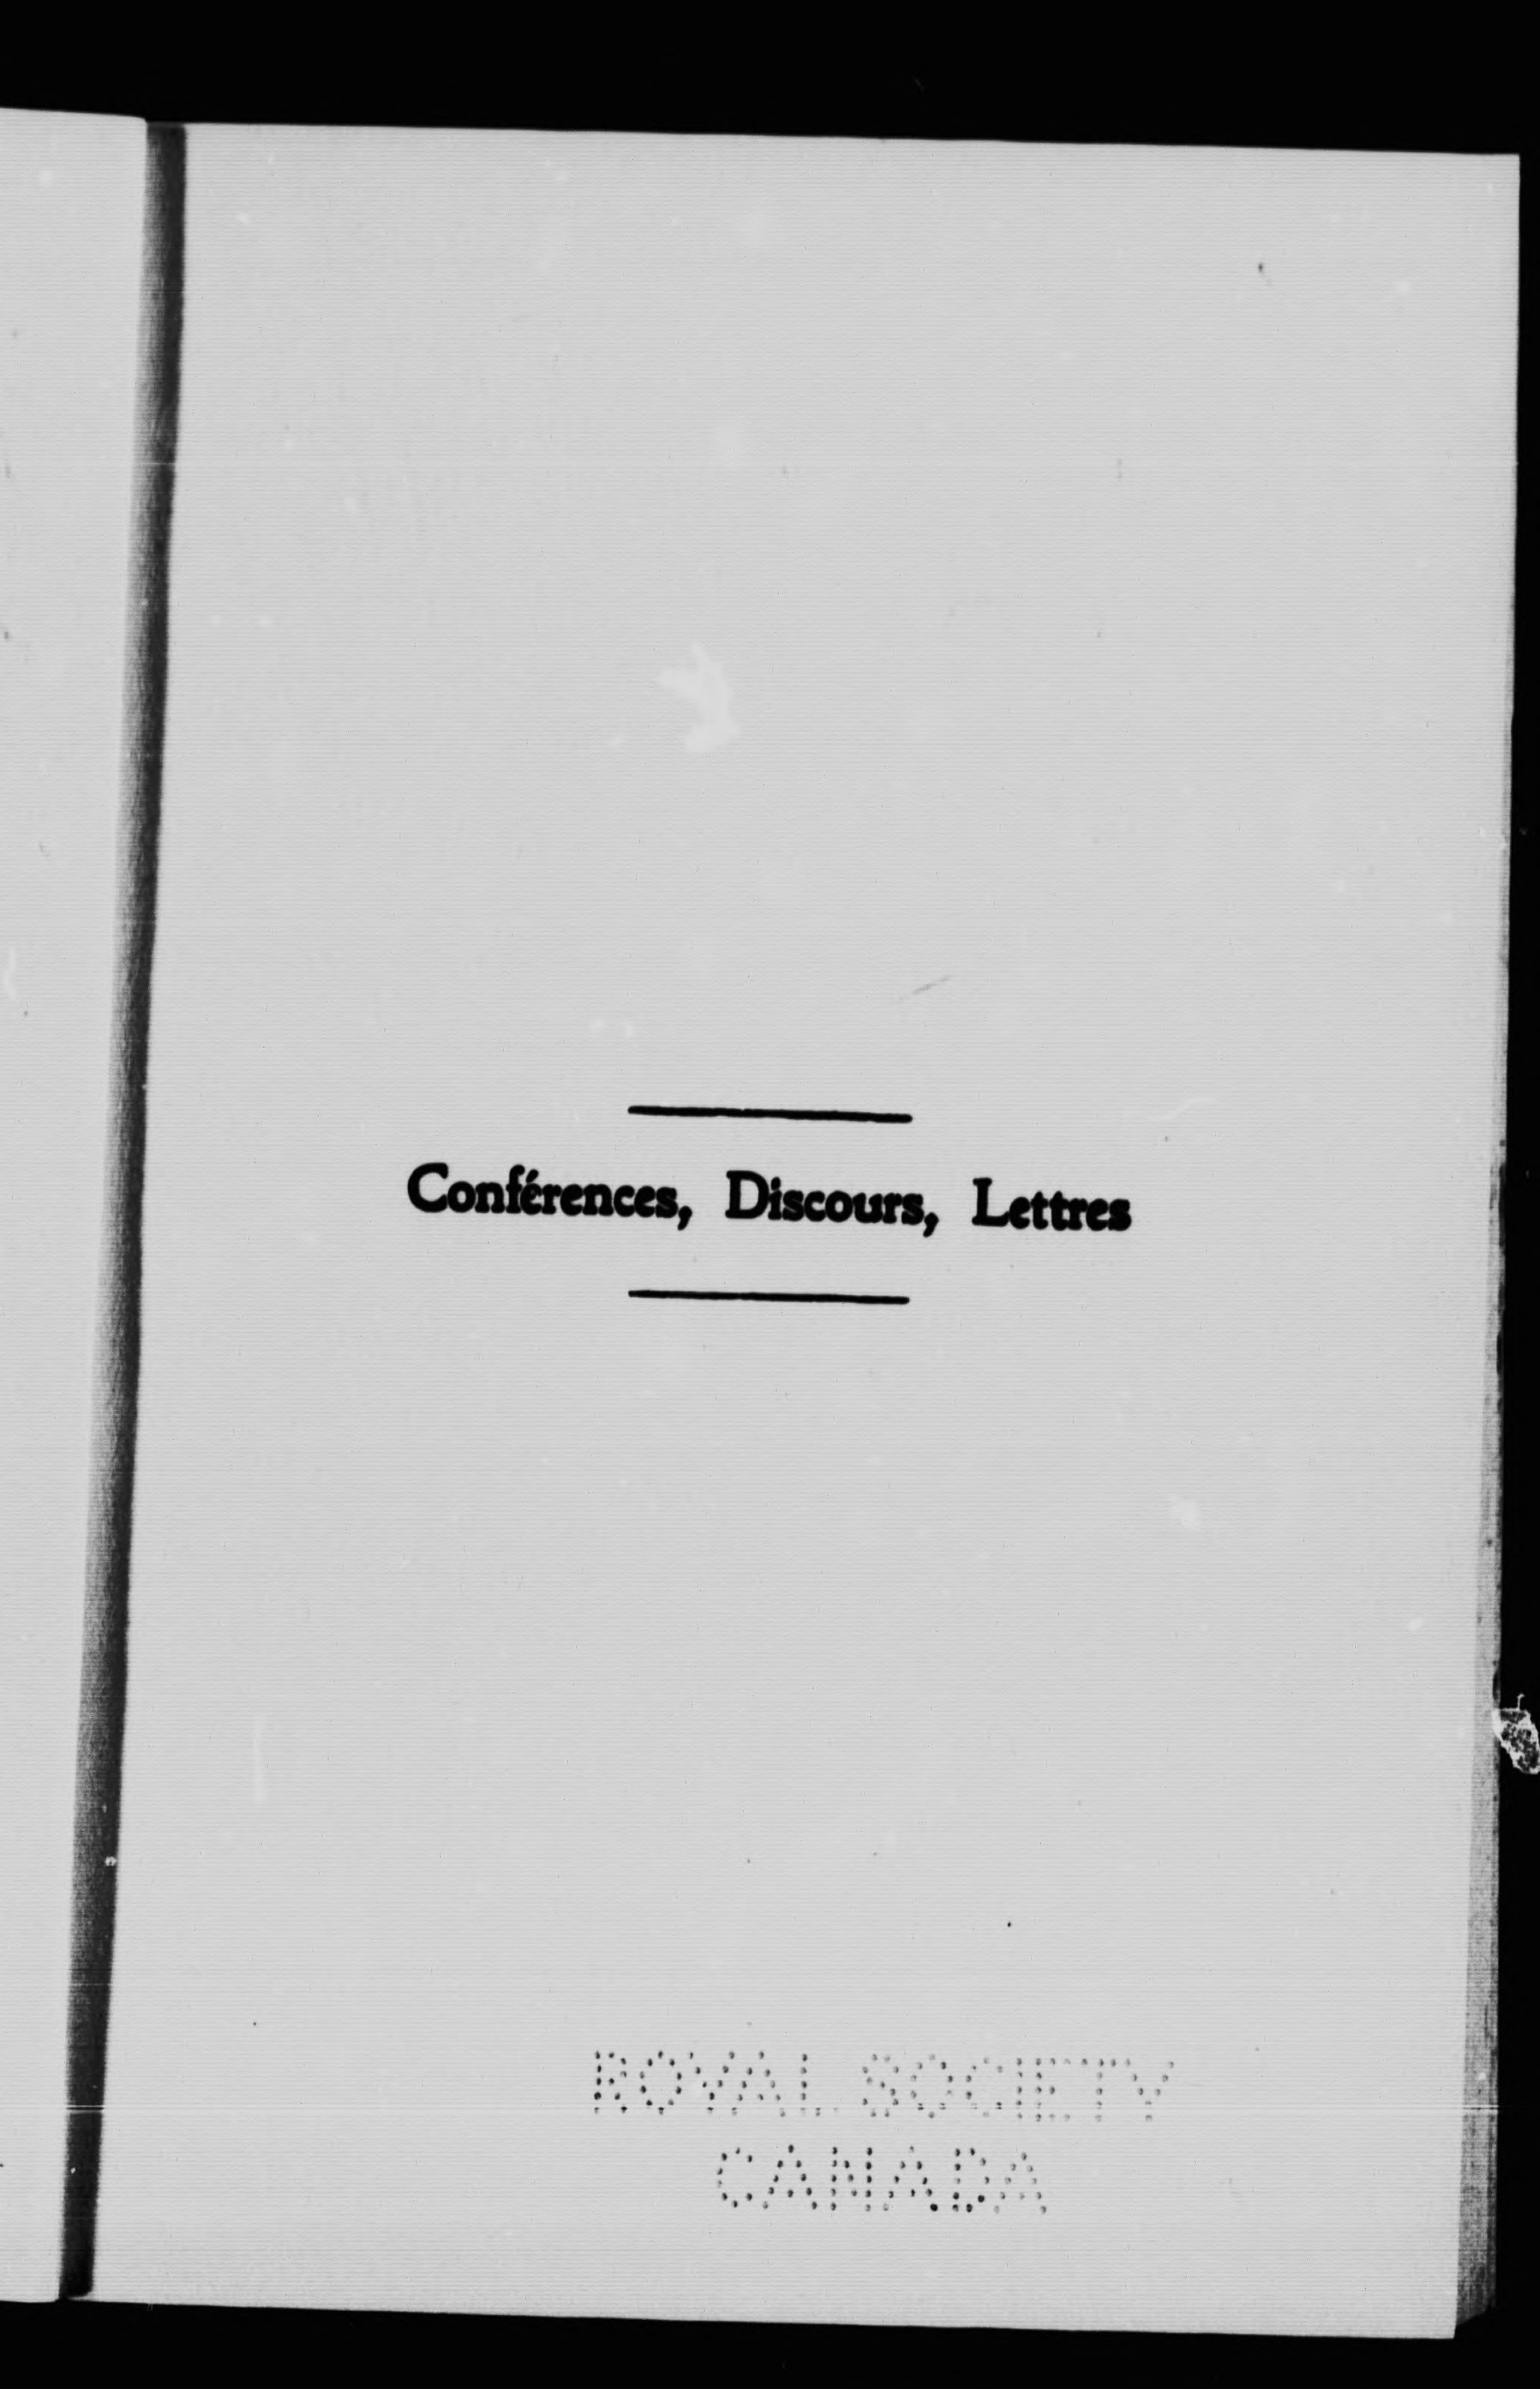 Conférences, Discours, Lettres
ROYAL SOCIETY
CANADA